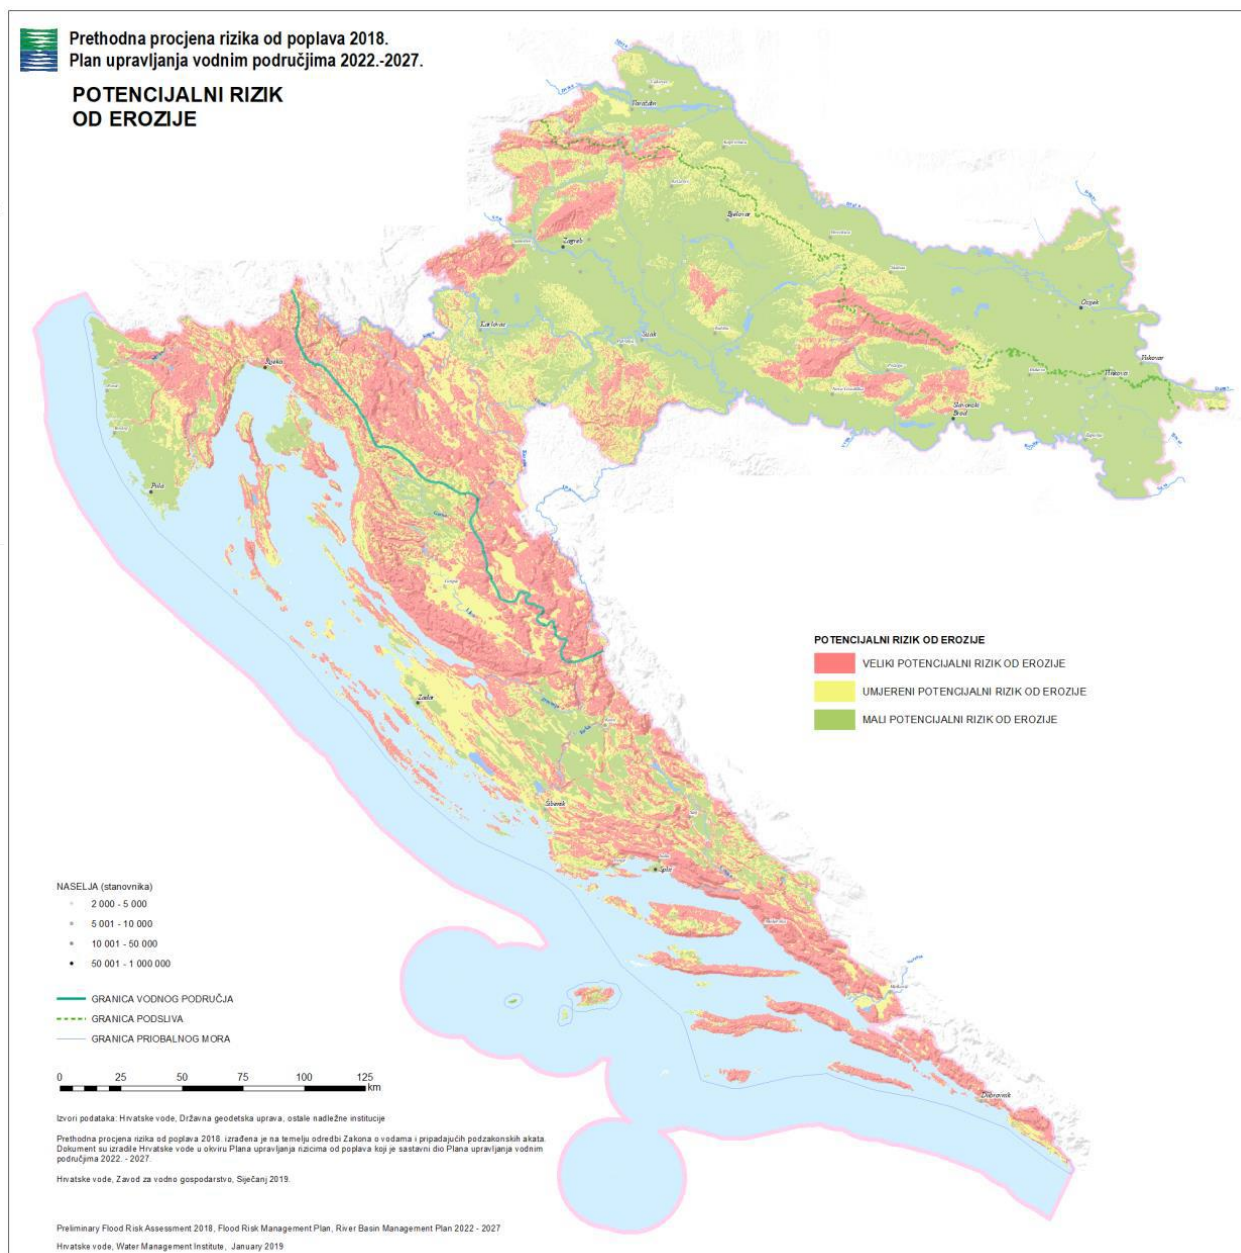 Prethodna procjena rizika od poplava 2018.
Plan upravljanja vodnim područjima 2022.-2027.
POTENCIJALNI RIZIK
OD EROZIJE
Varaždin
Bjelovar
Zagreb
Osijek
Vukovar
Karlovac
Sisak
Rijeka
Slavonski
Brod
Pula
Zadar
Šibenik
Split
Dubrovnik
POTENCIJALNI RIZIK OD EROZIJE
VELIKI POTENCIJALNI RIZIK OD EROZIJE
UMJERENI POTENCIJALNI RIZIK OD EROZIJE
MALI POTENCIJALNI RIZIK OD EROZIJE
NASELJA (stanovnika)
2 000 - 5 000
5 001 - 10 000
10 001 - 50 000
50 001 - 1 000 000
GRANICA VODNOG PODRUČJA
GRANICA PODSLIVA
GRANICA PRIOBALNOG MORA
0 25 50 75 100 125
km
Izvori podataka: Hrvatske vode, Državna geodetska uprava, ostale nadležne institucije
Prethodna procjena rizika od poplava 2018. izrađena je na temelju odredbi Zakona o vodama i pripadajućih podzakonskih akata.
Dokument su izradile Hrvatske vode u okviru Plana upravljanja rizicima od poplava koji je sastavni dio Plana upravljanja vodnim
područjima 2022. - 2027.
Hrvatske vode, Zavod za vodno gospodarstvo, Siječanj 2019.
Preliminary Flood Risk Assessment 2018, Flood Risk Management Plan, River Basin Management Plan 2022 - 2027
Hrvatske vode, Water Management Institute, January 2019